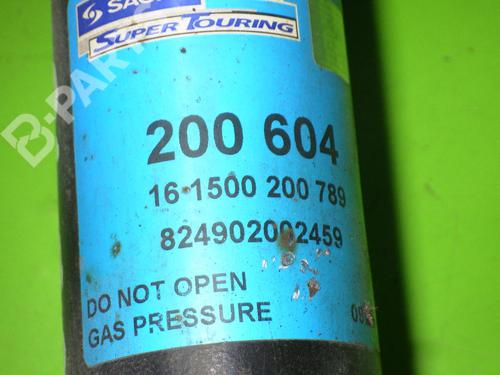 SUPER TOURING
200 604
16-1500 200 789
824902002459
DO NOT OPEN
GAS PRESSURE